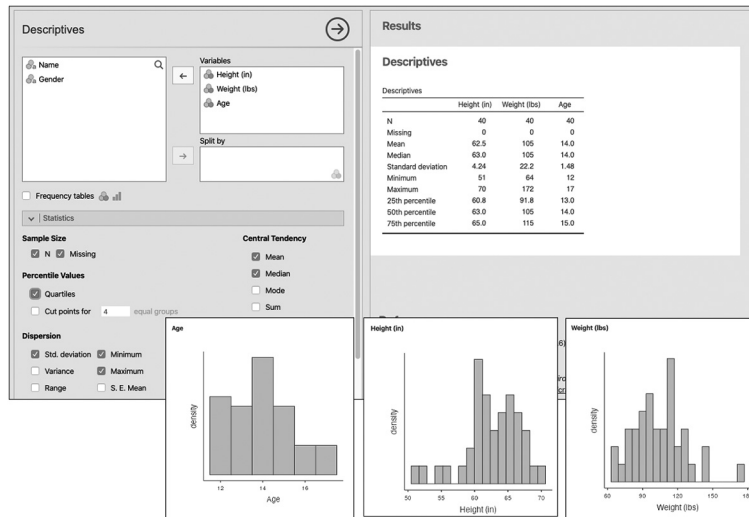 Descriptives
Name
Gender
Variables
Height (in)
Weight (lbs)
Age
Split by
Frequency tables
Statistics
Sample Size
N Missing
Percentile Values
Quartiles
Cut points for 4 equal groups
Dispersion
Std. deviation Minimum
Variance Maximum
Range S. E. Mean
Central Tendency
Mean
Median
Mode
Sum
Results
Descriptives
Descriptives
Height (in) Weight (lbs) Age
N 40 40 40
Missing 0 0 0
Mean 62.5 105 14.0
Median 63.0 105 14.0
Standard deviation 4.24 22.2 1.48
Minimum 51 64 12
Maximum 70 172 17
25th percentile 60.8 91.8 13.0
50th percentile 63.0 105 14.0
75th percentile 65.0 115 15.0
Age
density
12 14 16
Age
Height (in)
density
50 55 60 65 70
Height (in)
Weight (lbs)
density
60 90 120 150
Weight (lbs)